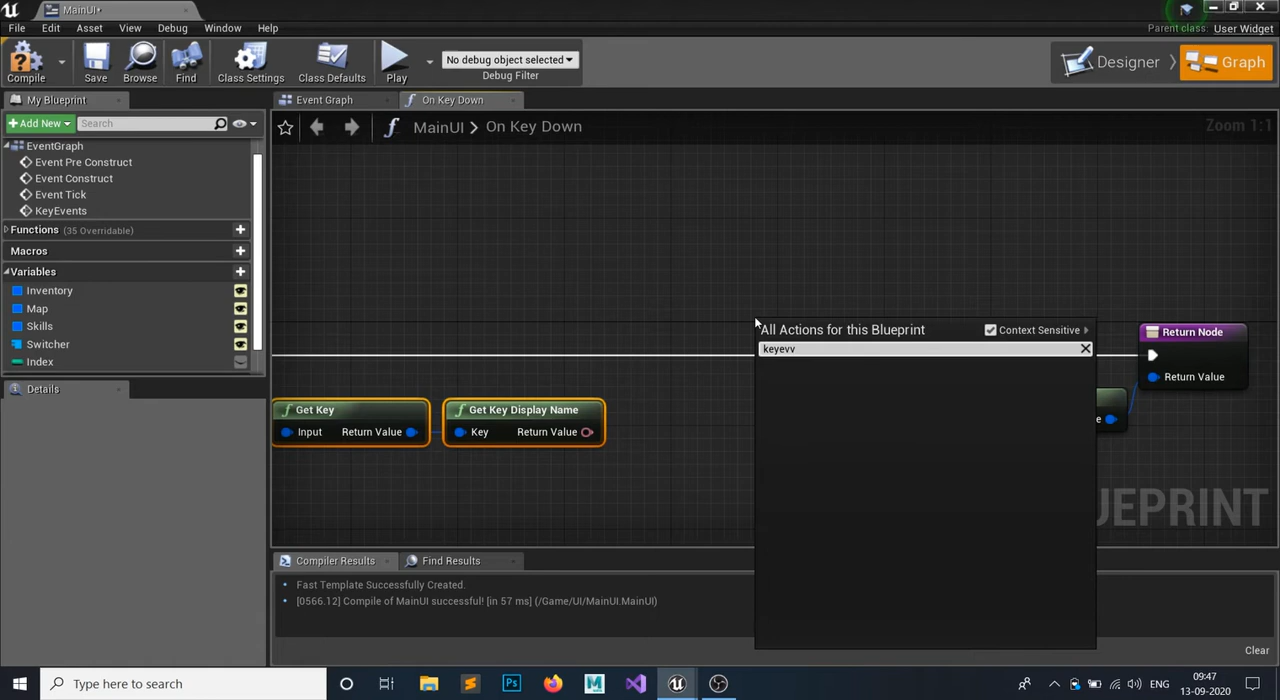 MainUI*
File Edit Asset View Window Help
Parent class: User Widget
Compile
Save
Browse
Find
Class Settings
Class Defaults
Play
No debug object selected
Debug Filter
Designer
Graph
My Blueprint
Event Graph
On Key Down
+Add New
Search
MainUI > On Key Down
Zoom 1:1
EventGraph
Event Pre Construct
Event Construct
Event Tick
KeyEvents
Functions (35 Overridable)
Macros
Variables
Inventory
Map
Skills
Switcher
Index
Details
Get Key
Input Return Value
Get Key Display Name
Key Return Value
All Actions for this Blueprint
Context Sensitive
keyevv
Return Node
Return Value
e
UEPRINT
Compiler Results
Find Results
Fast Template Successfully Created.
[0566.12] Compile of MainUI successful! [in 57 ms] (/Game/UI/MainUI.MainUI)
Clear
Type here to search
Ps
M
ENG
09:47
13-09-2020